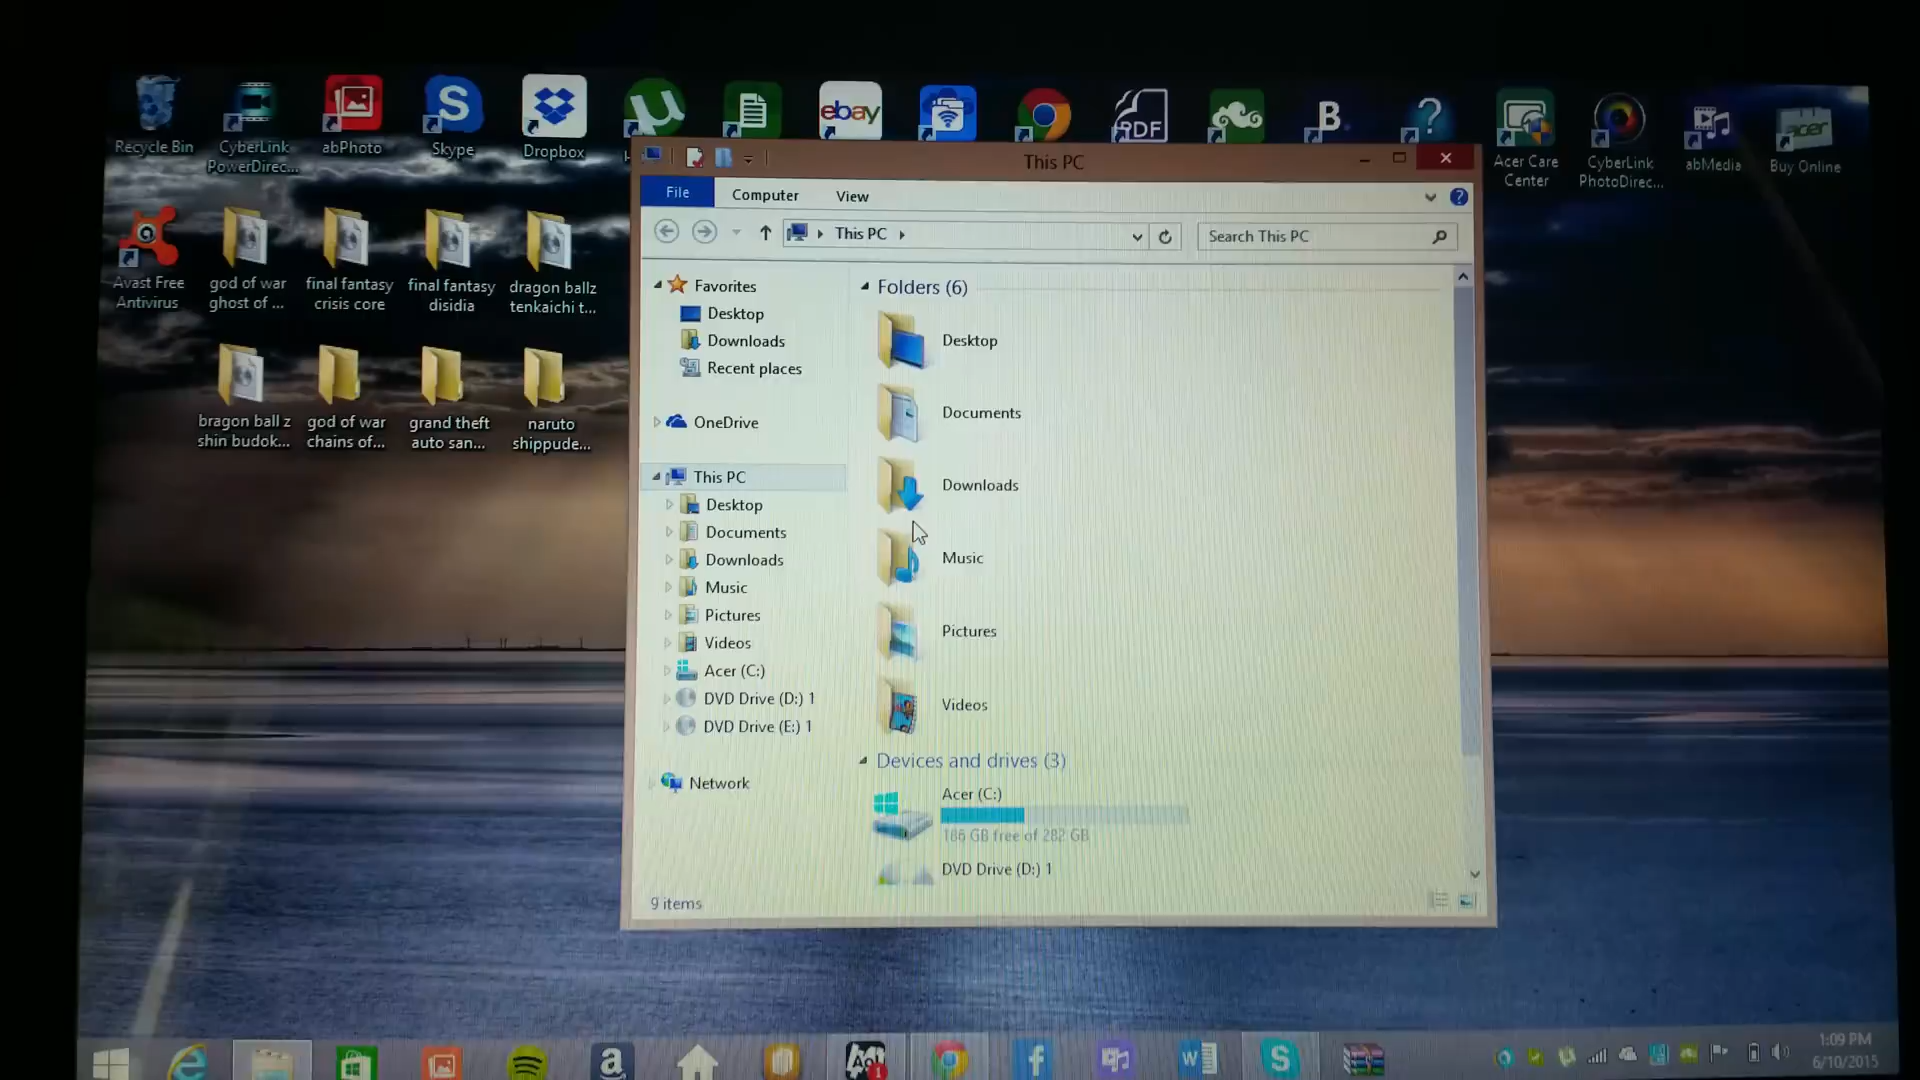 Recycle Bin
CyberLink
PowerDirec...
abPhoto
Skype
Dropbox
ebay
PDF
B
?
Acer Care
Center
CyberLink
PhotoDirec...
abMedia
acer
Buy Online
Avast Free
Antivirus
god of war
ghost of ...
final fantasy
crisis core
final fantasy
disidia
dragon ballz
tenkaichi t...
bragon ball z
shin budok...
god of war
chains of...
grand theft
auto san...
naruto
shippude...
This PC
File
Computer
View
This PC
Search This PC
Favorites
Desktop
Downloads
Recent places
OneDrive
This PC
Desktop
Documents
Downloads
Music
Pictures
Videos
Acer (C:)
DVD Drive (D:) 1
DVD Drive (E:) 1
Network
Folders (6)
Desktop
Documents
Downloads
Music
Pictures
Videos
Devices and drives (3)
Acer (C:)
186 GB free of 282 GB
DVD Drive (D:) 1
9 items
1:09 PM
6/10/2015